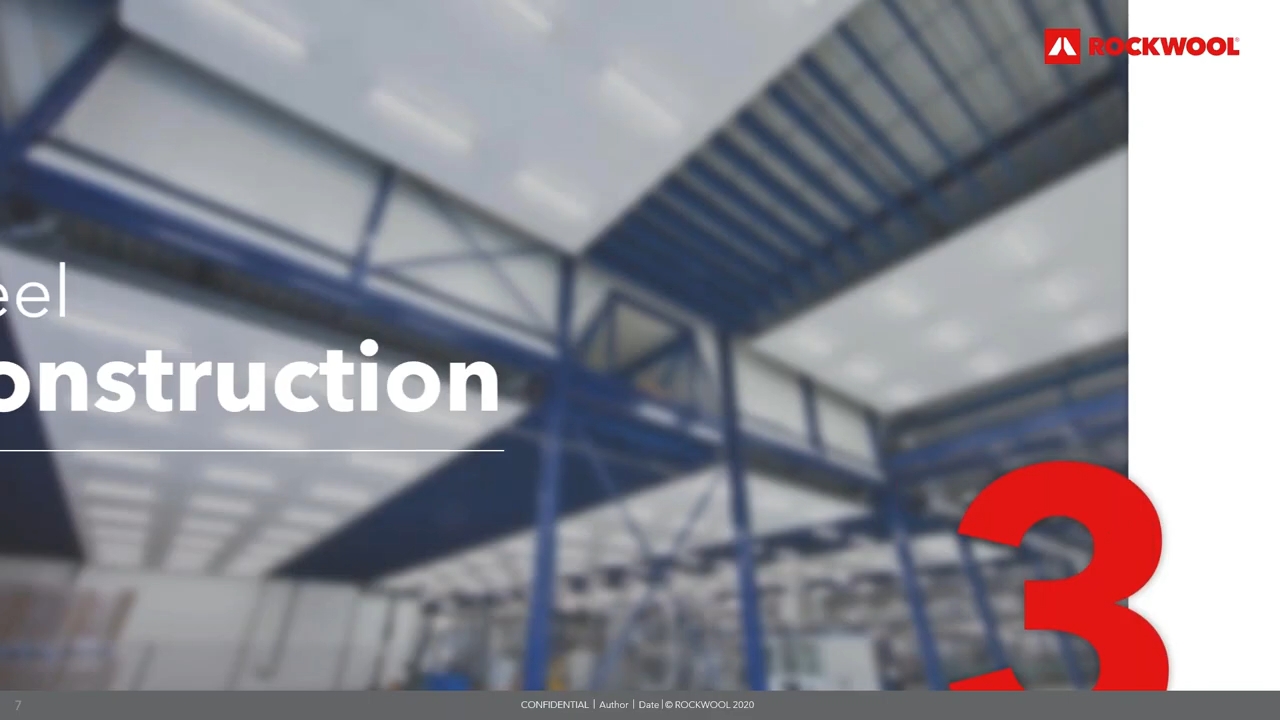 ROCKWOOL
eel
onstruction
3
7
CONFIDENTIAL | Author | Date | © ROCKWOOL 2020